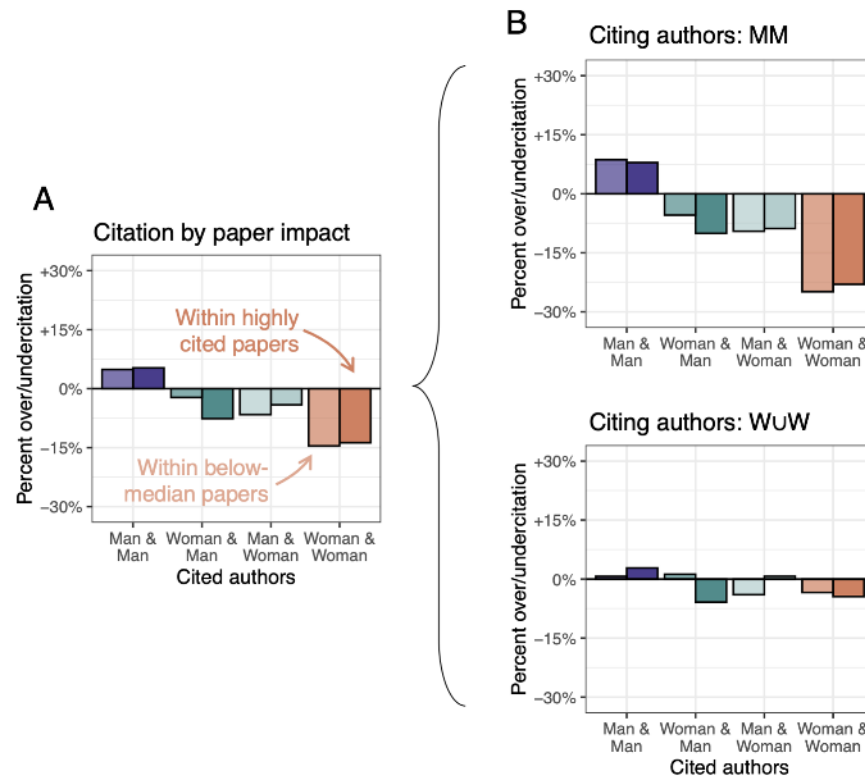 A
Citation by paper impact
Percent over/undercitation
+30%
+15%
0%
−15%
−30%
Within highly
cited papers
Within below-
median papers
Man &
Man
Woman &
Man
Man &
Woman
Woman &
Woman
Cited authors
B
Citing authors: MM
Percent over/undercitation
+30%
+15%
0%
−15%
−30%
Man &
Man
Woman &
Man
Man &
Woman
Woman &
Woman
Citing authors: W∪W
Percent over/undercitation
+30%
+15%
0%
−15%
−30%
Man &
Man
Woman &
Man
Man &
Woman
Woman &
Woman
Cited authors